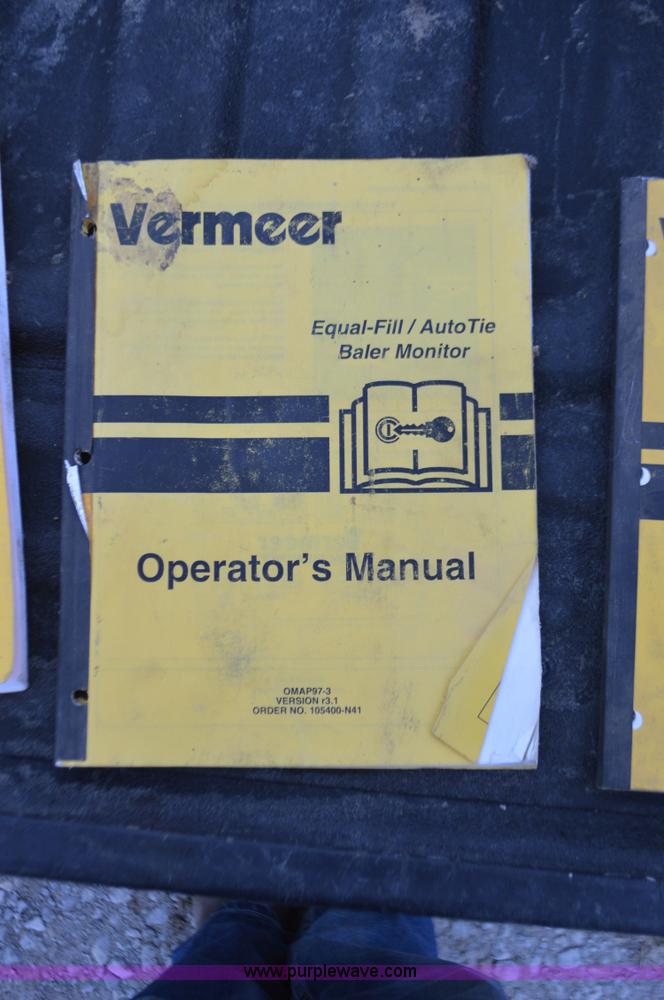 Vermeer
Equal-Fill / AutoTie
Baler Monitor
Operator's Manual
OMAP97-3
VERSION r3.1
ORDER NO. 105400-N41
www.purplewave.com